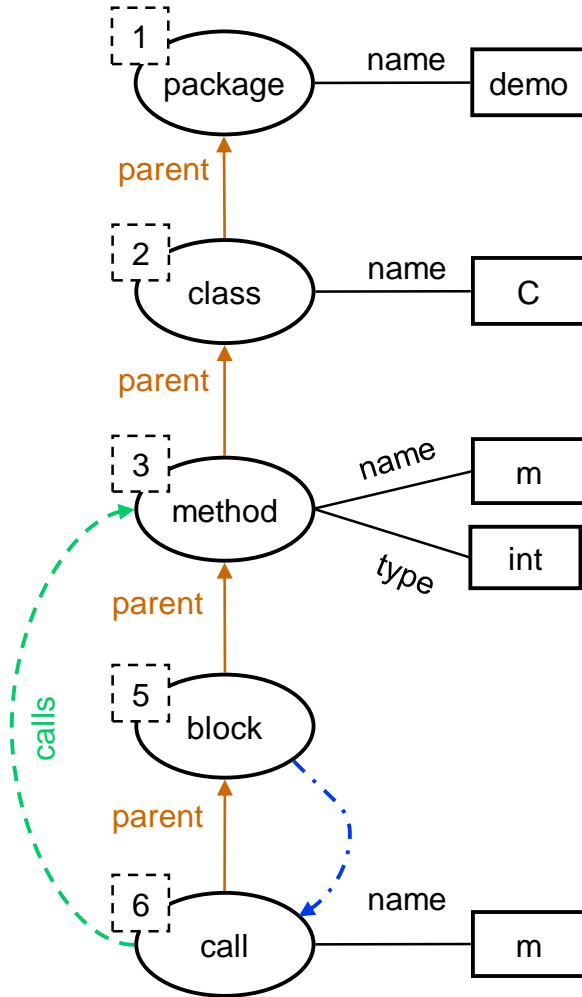 1
package
name
demo
parent
2
class
name
C
parent
3
method
name
m
type
int
parent
calls
5
block
parent
6
call
name
m